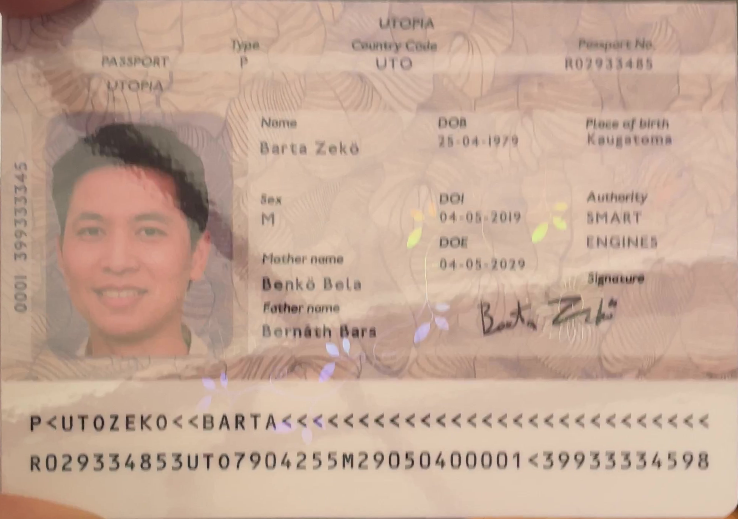 UTOPIA
Type Country Code Passport No.
PASSPORT P UTO R02933485
UTOPIA
Name DOB Place of birth
Barta Zekö 25-04-1979 Kaugatoma
Sex DOI Authority
M 04-05-2019 SMART
DOE ENGINES
Mother name 04-05-2029
Benkö Bela Signature
Father name
Bernáth Bars
Barta Zekö
0001 3993333345
P<UTOZEKO<<BARTA<<<<<<<<<<<<<<<<<<<<<<<<<<<<
R029334853UTO7904255M29050400001<39933334598